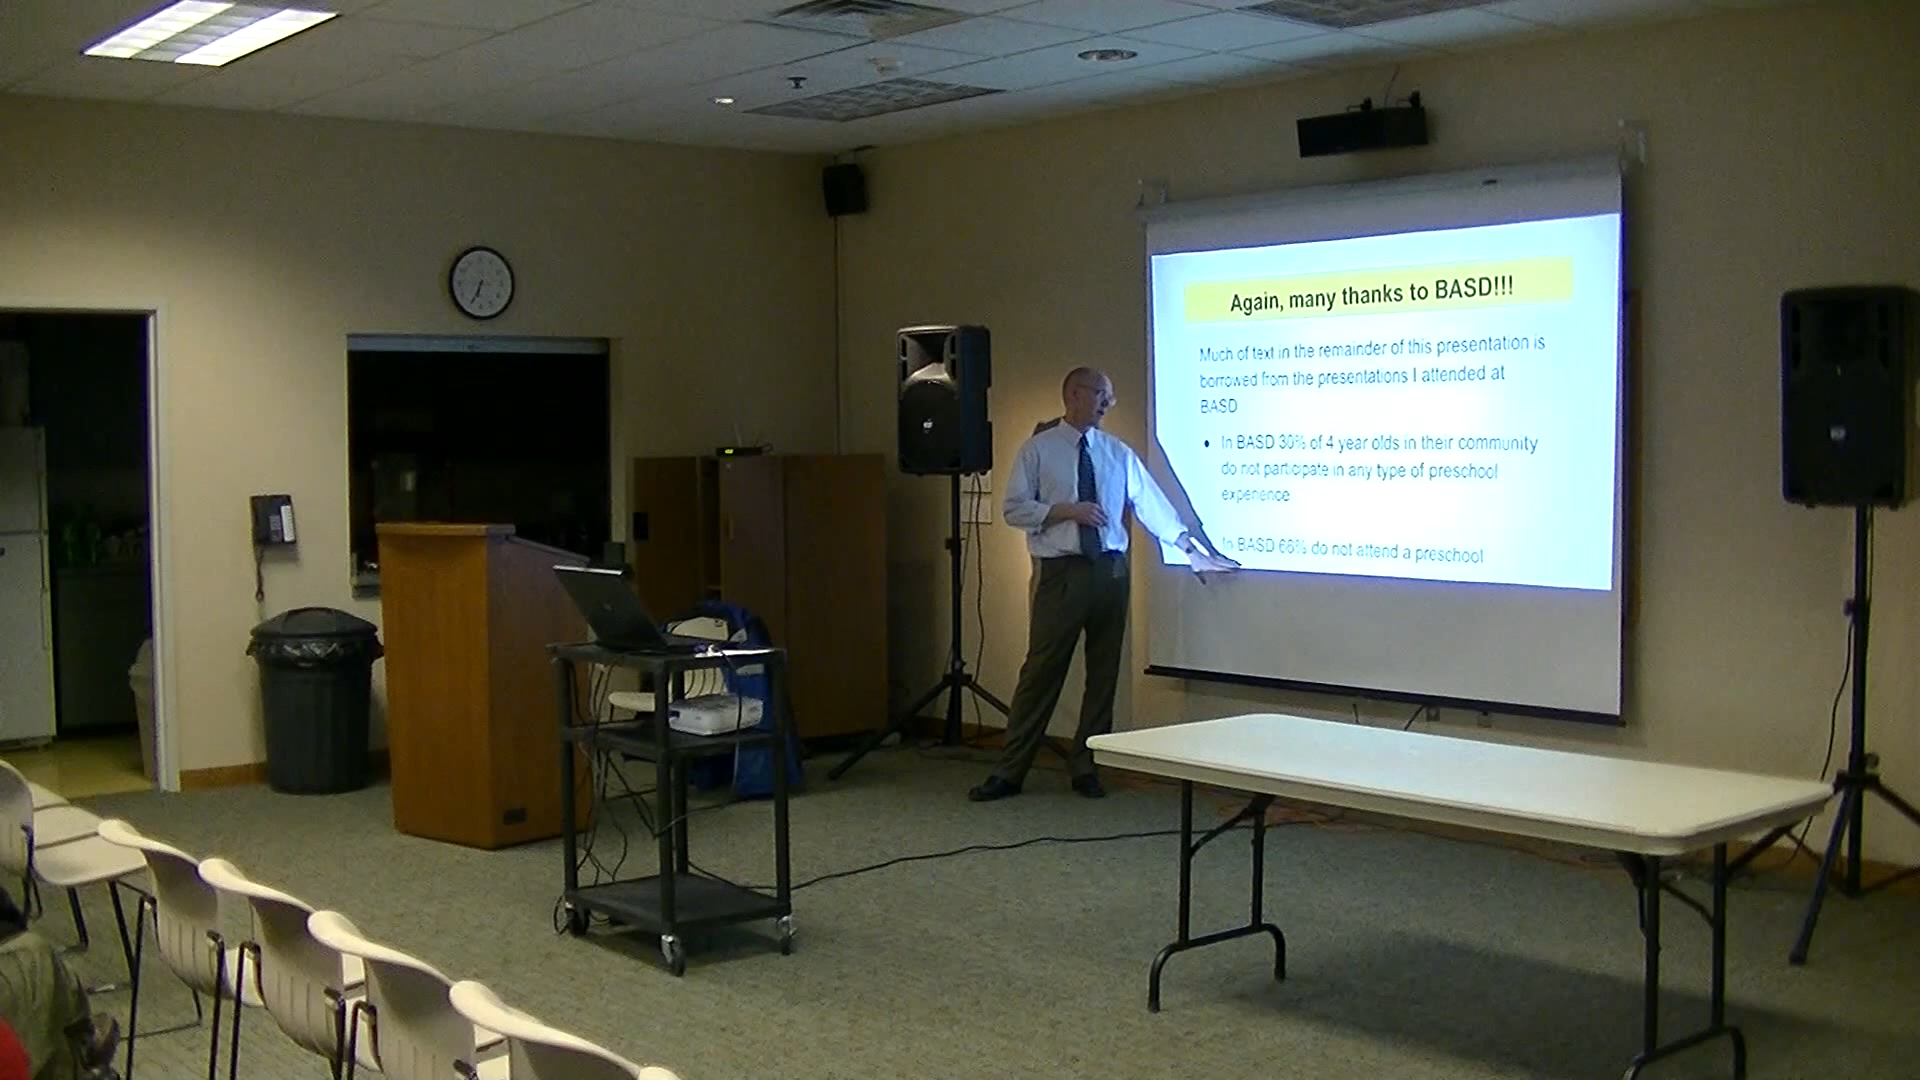 Again, many thanks to BASD!!!
Much of text in the remainder of this presentation is
borrowed from the presentations I attended at
BASD
• In BASD 30% of 4 year olds in their community
do not participate in any type of preschool
experience
In BASD 66% do not attend a preschool